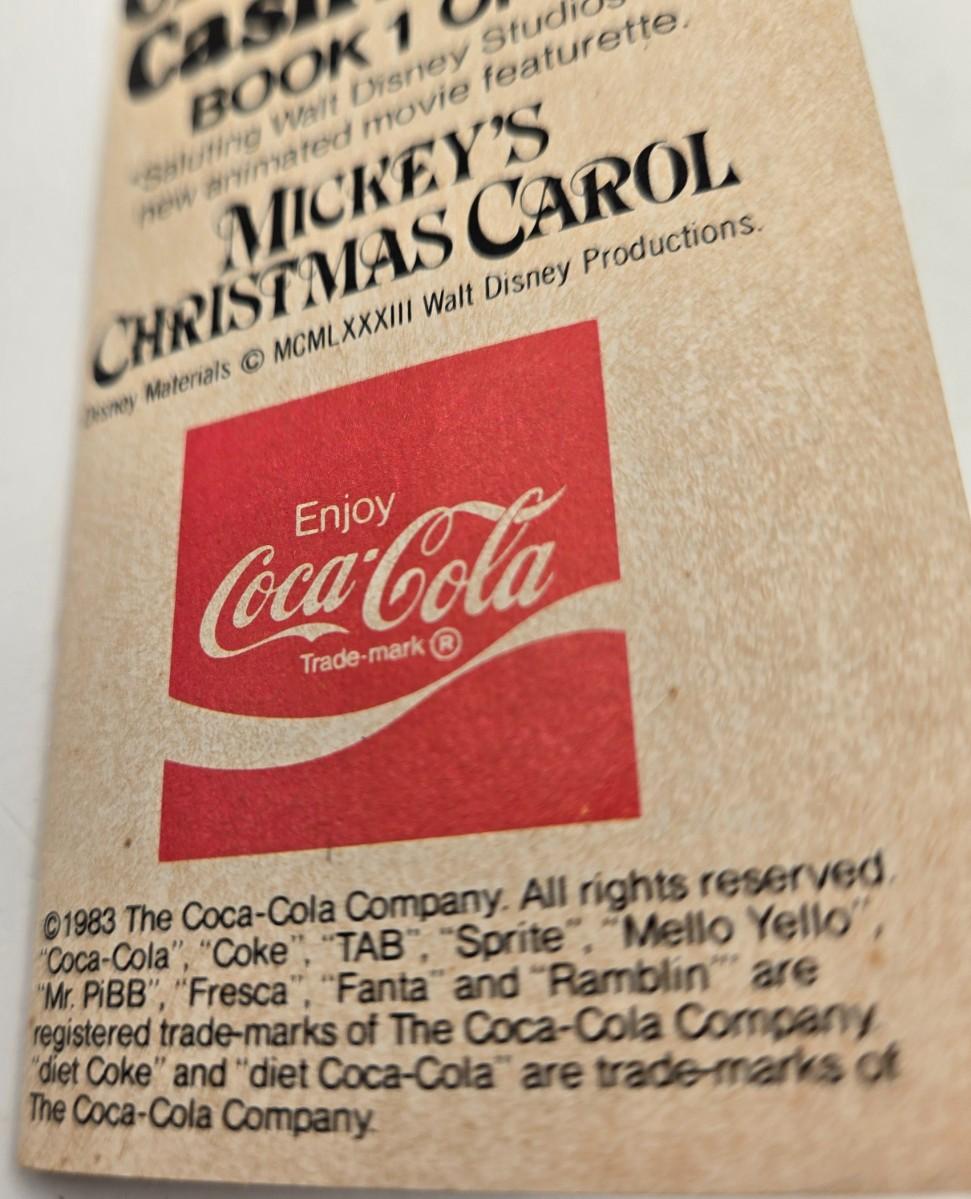 Cash
BOOK 1 O
"Saluting Walt Disney Studios
new animated movie featurette.
MICKEY'S
CHRISTMAS CAROL
Disney Materials © MCMLXXXIII Walt Disney Productions.
Enjoy
Coca-Cola
Trade-mark ®
©1983 The Coca-Cola Company. All rights reserved.
"Coca-Cola", "Coke", "TAB", "Sprite", "Mello Yello",
"Mr. PiBB", "Fresca", "Fanta" and "Ramblin'" are
registered trade-marks of The Coca-Cola Company.
"diet Coke" and "diet Coca-Cola" are trade-marks of
The Coca-Cola Company.